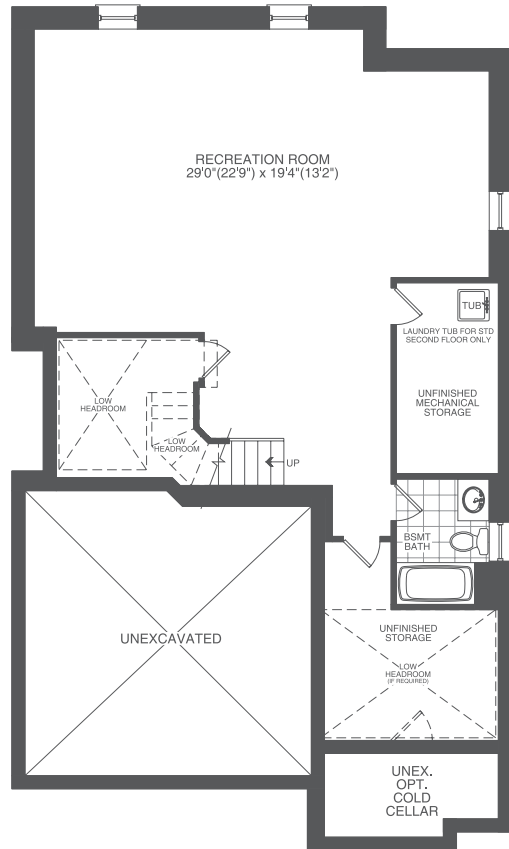 RECREATION ROOM
29'0"(22'9") x 19'4"(13'2")
TUB
LAUNDRY TUB FOR STD
SECOND FLOOR ONLY
UNFINISHED
MECHANICAL
STORAGE
LOW
HEADROOM
LOW
HEADROOM
UP
BSMT
BATH
UNEXCAVATED
UNFINISHED
STORAGE
LOW
HEADROOM
(IF REQUIRED)
UNEX.
OPT.
COLD
CELLAR